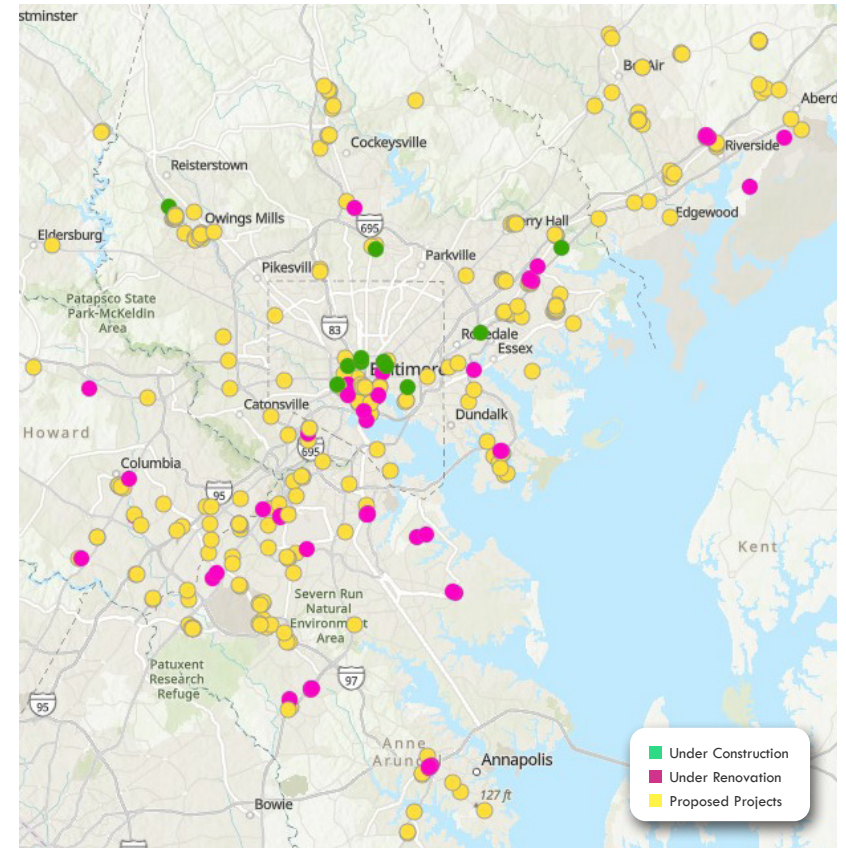 stminster
Bel Air
Aberd
Cockeysville
Riverside
Reisterstown
Edgewood
Owings Mills
erry Hall
695
Eldersburg
Parkville
Pikesvill
Patapsco State
Park-McKeldin
Area
83
Rosedale
Essex
Baltimore
Catonsville
Dundalk
Howard
695
Columbia
95
Kent
Severn Run
Natural
Environment
Area
Patuxent
Research
Refuge
97
95
Anne
Arundel
Annapolis
127 ft
Bowie
Under Construction
Under Renovation
Proposed Projects